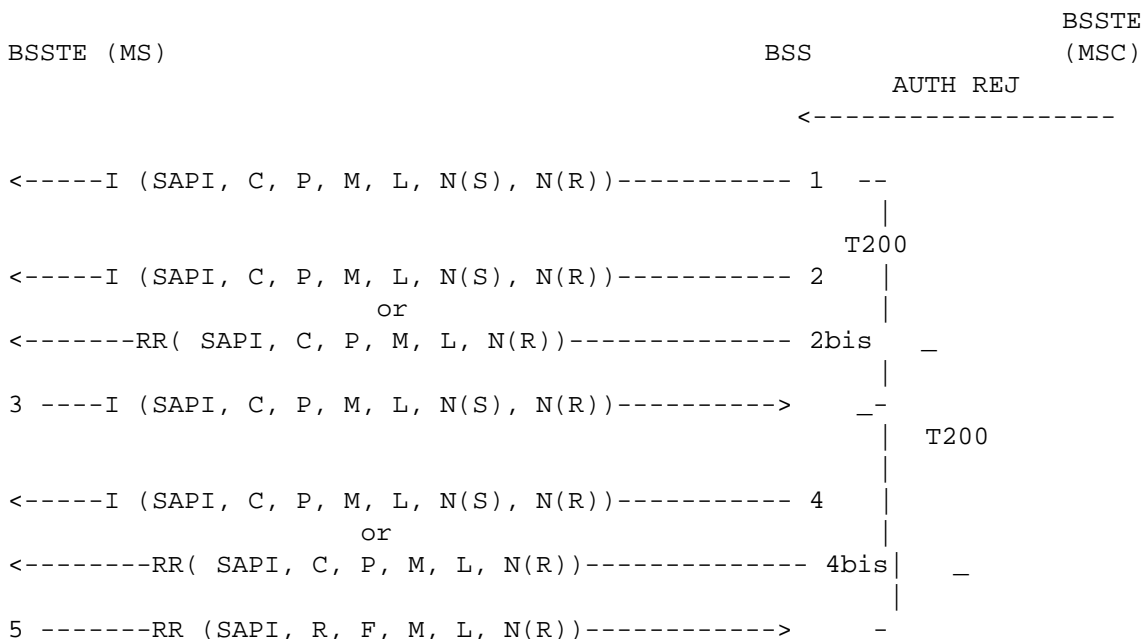 BSSTE
BSSTE (MS) BSS (MSC)
AUTH REJ
<--------------------
<-----I (SAPI, C, P, M, L, N(S), N(R))----------- 1 --
|
T200
<-----I (SAPI, C, P, M, L, N(S), N(R))----------- 2 |
or |
<-------RR( SAPI, C, P, M, L, N(R))-------------- 2bis _
|
3 ----I (SAPI, C, P, M, L, N(S), N(R))----------> _-
| T200
|
<-----I (SAPI, C, P, M, L, N(S), N(R))----------- 4 |
or |
<--------RR( SAPI, C, P, M, L, N(R))-------------- 4bis| _
|
5 -------RR (SAPI, R, F, M, L, N(R))------------> -